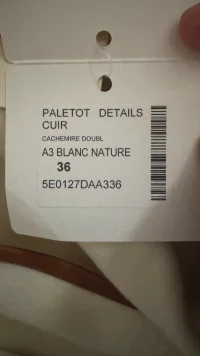 PALETOT DETAILS
CUIR
CACHEMIRE DOUBL
A3 BLANC NATURE
36
5E0127DAA336